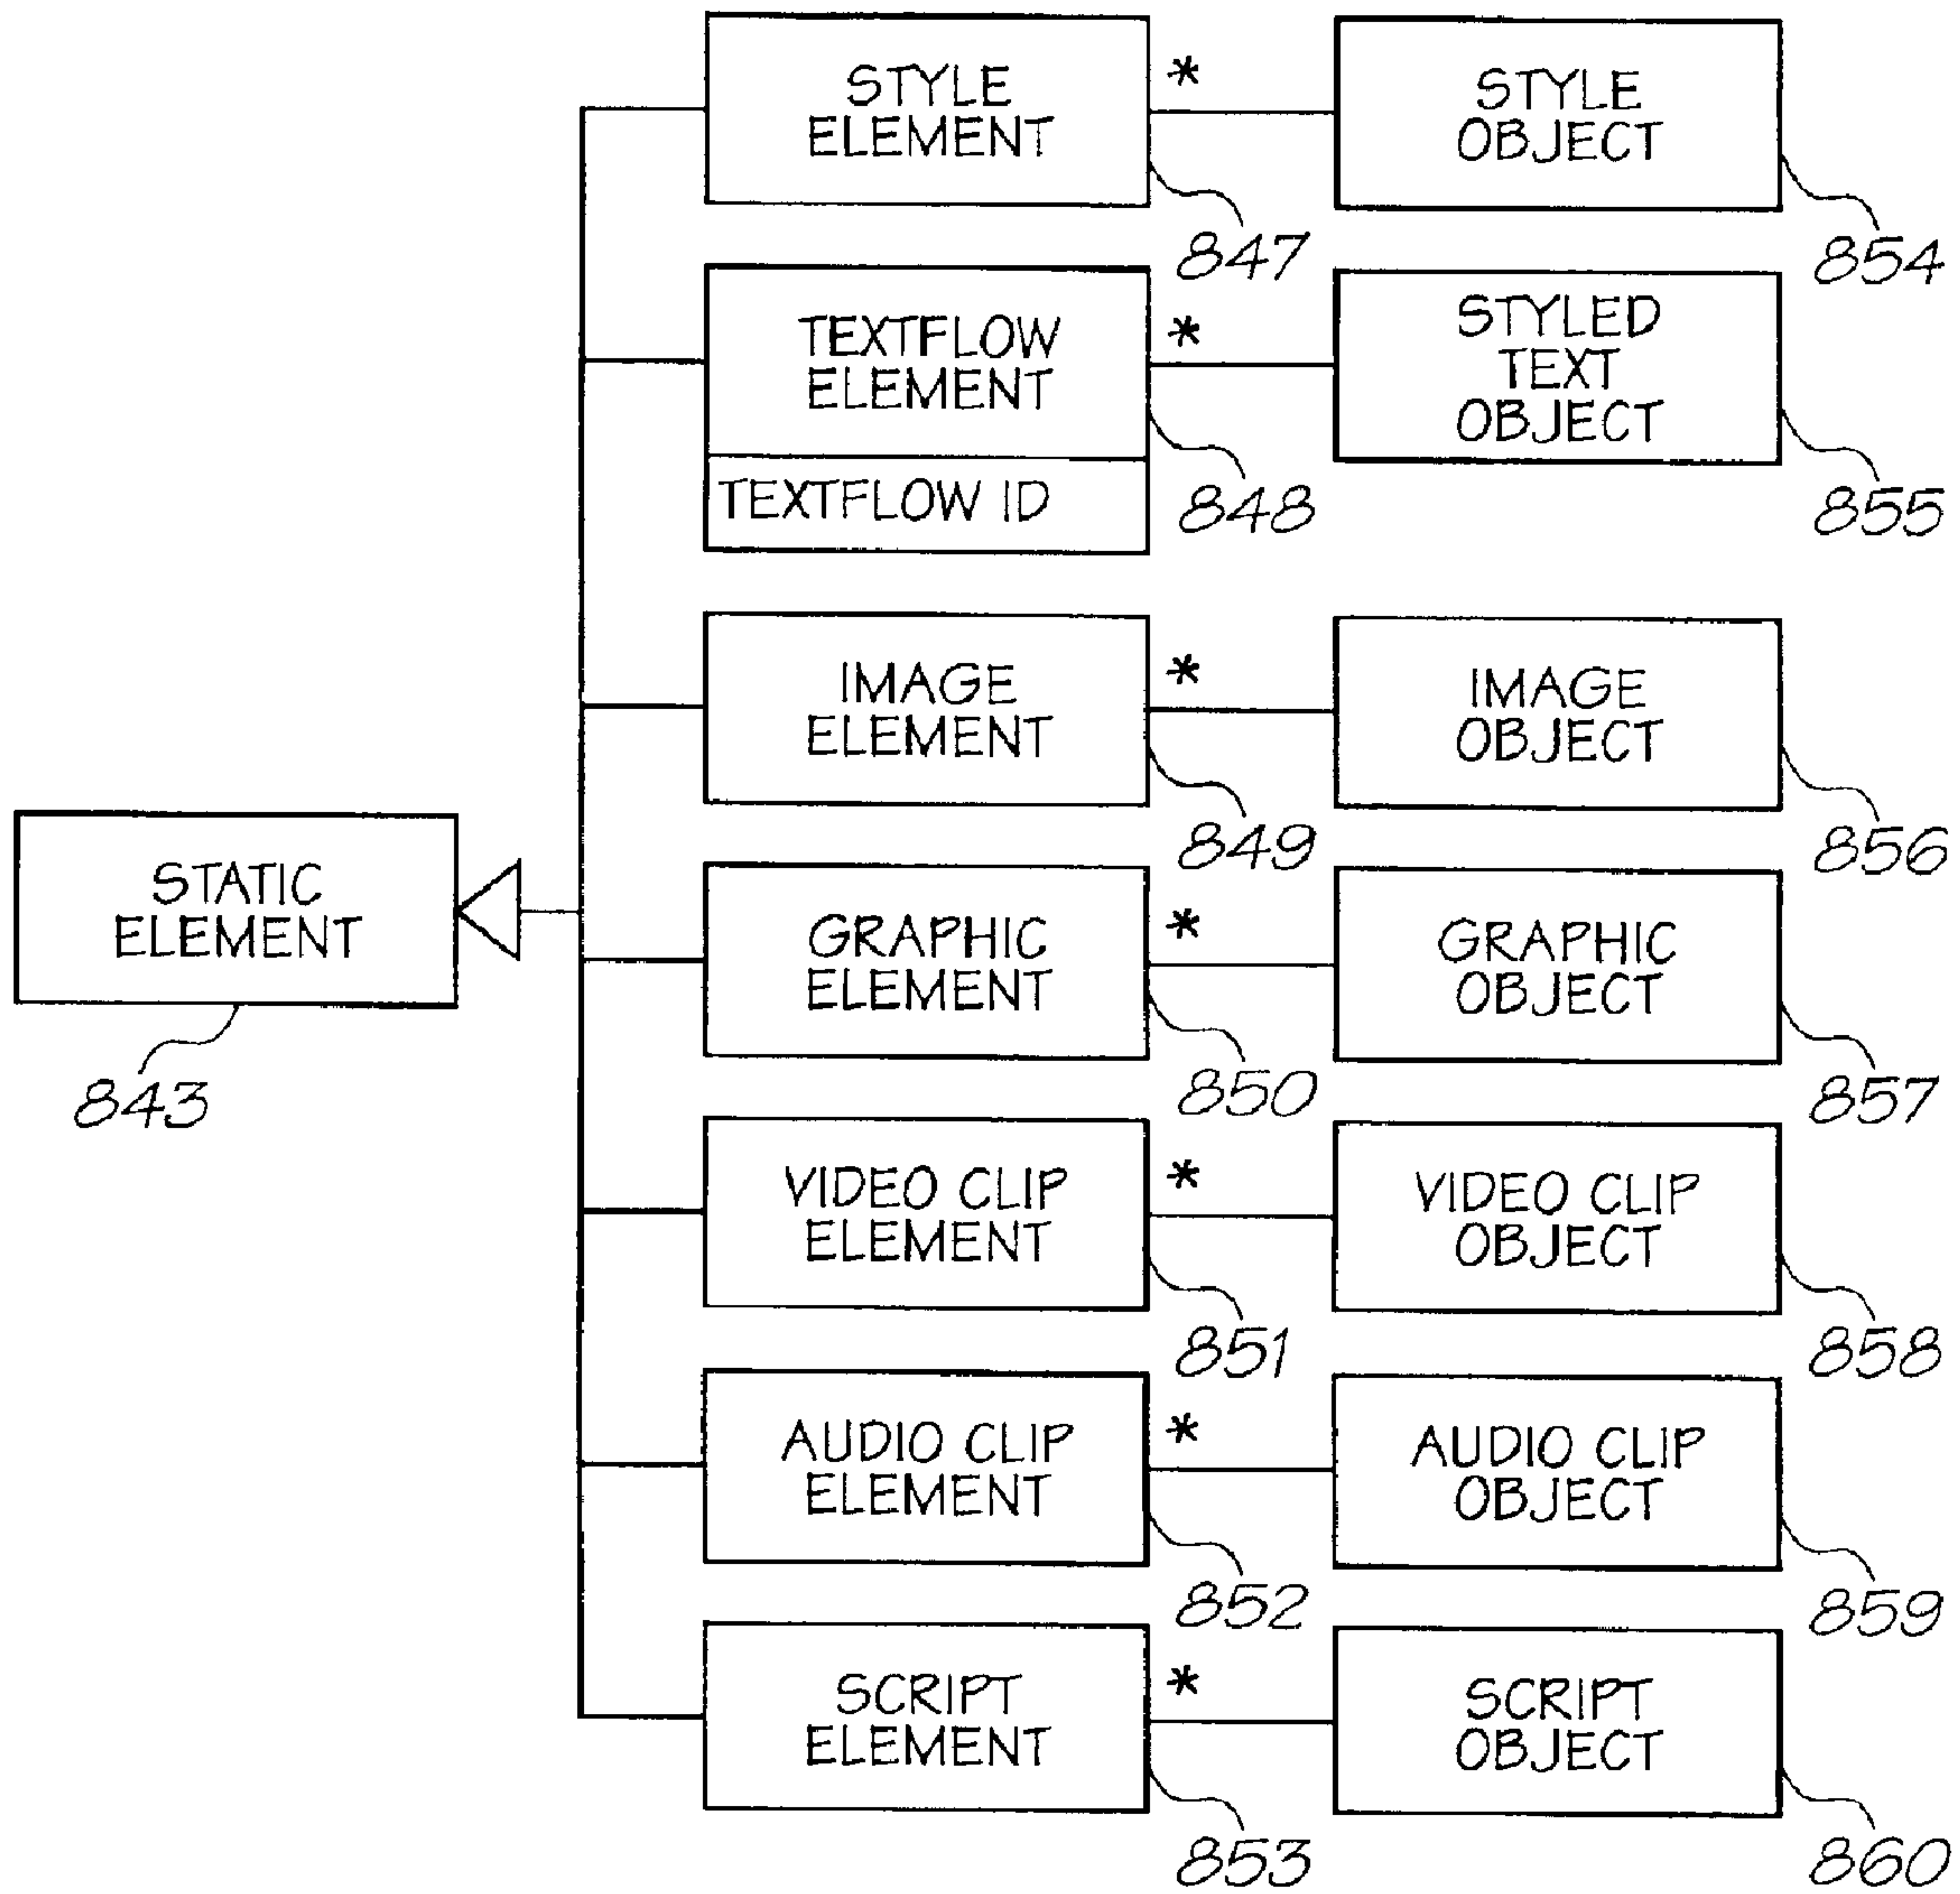 STYLE
ELEMENT
*
847
STYLE
OBJECT
854
TEXTFLOW
ELEMENT
TEXTFLOW ID
*
848
STYLED
TEXT
OBJECT
855
IMAGE
ELEMENT
*
849
IMAGE
OBJECT
856
STATIC
ELEMENT
843
GRAPHIC
ELEMENT
*
850
GRAPHIC
OBJECT
857
VIDEO CLIP
ELEMENT
*
851
VIDEO CLIP
OBJECT
858
AUDIO CLIP
ELEMENT
*
852
AUDIO CLIP
OBJECT
859
SCRIPT
ELEMENT
*
853
SCRIPT
OBJECT
860